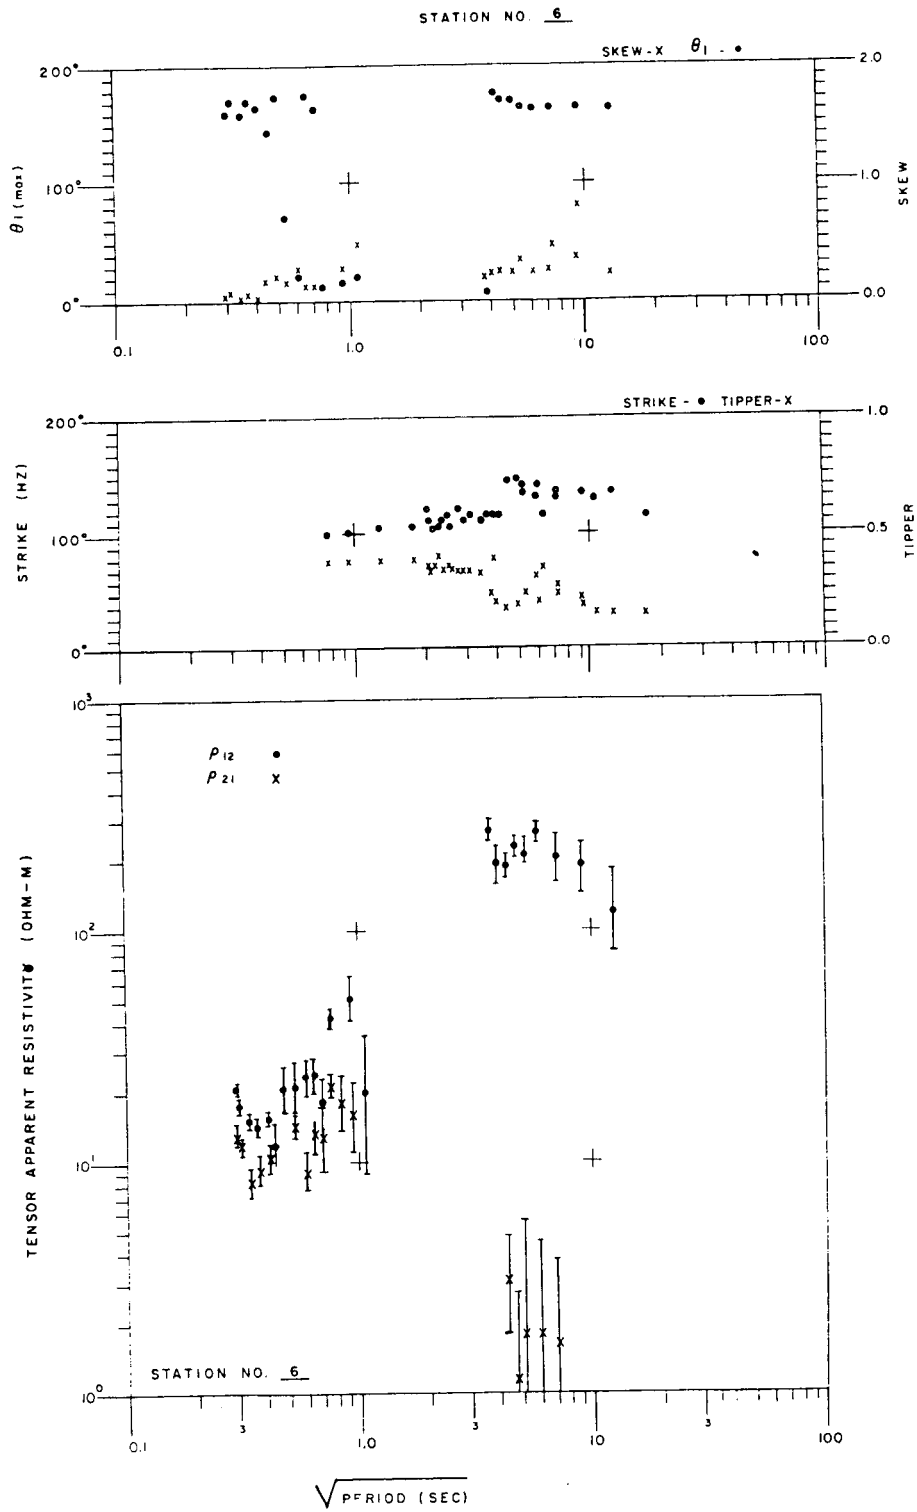 STATION NO. 6
SKEW-X θ1 - •
200°
100°
0°
θ1 (max)
2.0
1.0
0.0
SKEW
0.1
1.0
10
100
STRIKE - • TIPPER-X
200°
100°
0°
STRIKE (HZ)
1.0
0.5
0.0
TIPPER
10³
10²
10¹
10⁰
ρ12 •
ρ21 x
TENSOR APPARENT RESISTIVITY (OHM-M)
STATION NO. 6
0.1
3
1.0
3
10
3
100
√PERIOD (SEC)